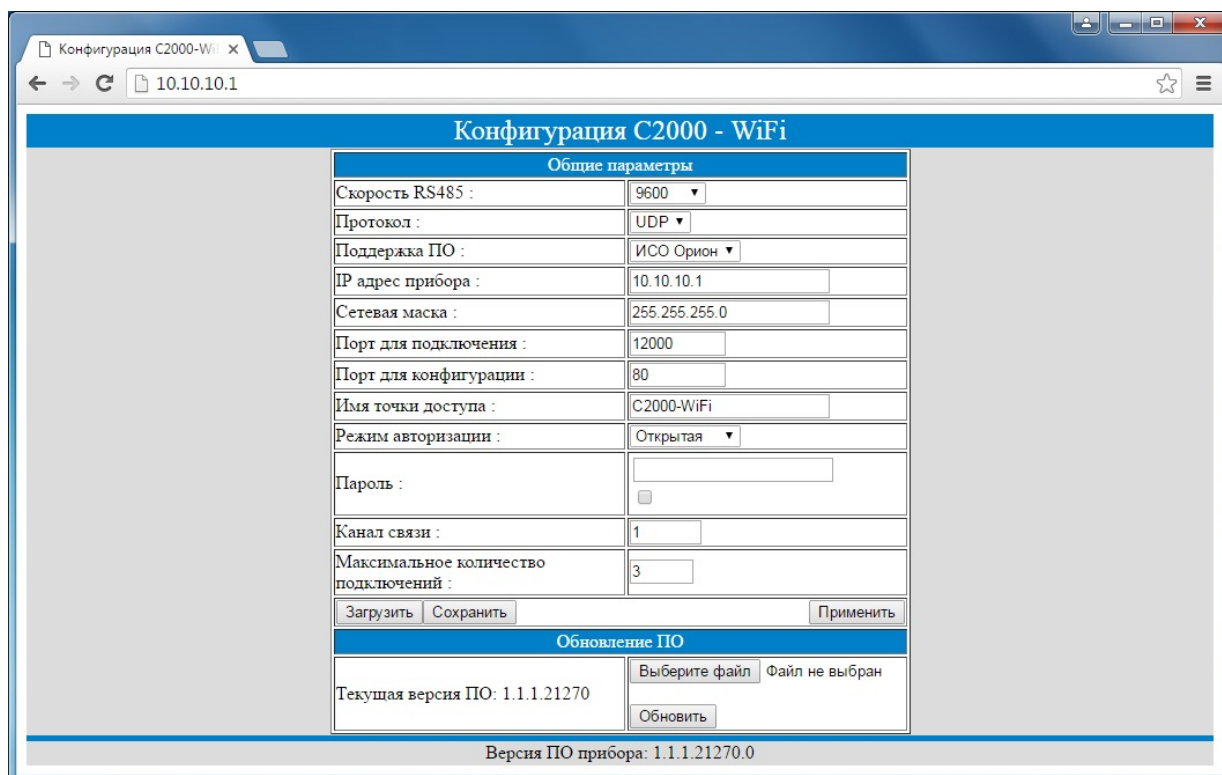 Конфигурация C2000-Wi
10.10.10.1
Конфигурация С2000 - WiFi
Общие параметры
Скорость RS485 : 9600
Протокол : UDP
Поддержка ПО : ИСО Орион
IP адрес прибора : 10.10.10.1
Сетевая маска : 255.255.255.0
Порт для подключения : 12000
Порт для конфигурации : 80
Имя точки доступа : C2000-WiFi
Режим авторизации : Открытая
Пароль :
Канал связи : 1
Максимальное количество
подключений : 3
Загрузить Сохранить Применить
Обновление ПО
Выберите файл Файл не выбран
Текущая версия ПО: 1.1.1.21270
Обновить
Версия ПО прибора: 1.1.1.21270.0